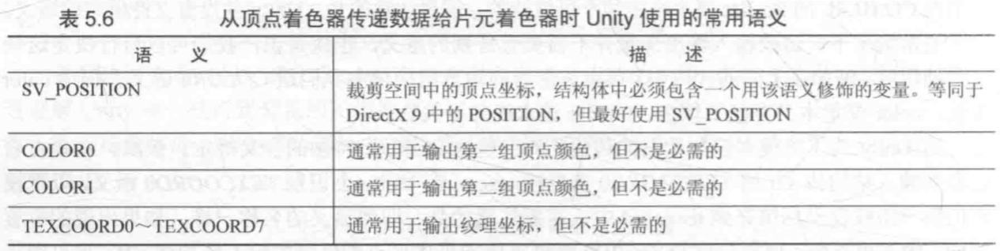 表 5.6 从顶点着色器传递数据给片元着色器时 Unity 使用的常用语义
语 义 描 述
SV_POSITION 裁剪空间中的顶点坐标，结构体中必须包含一个用该语义修饰的变量。等同于
DirectX 9 中的 POSITION，但最好使用 SV_POSITION
COLOR0 通常用于输出第一组顶点颜色，但不是必需的
COLOR1 通常用于输出第二组顶点颜色，但不是必需的
TEXCOORD0～TEXCOORD7 通常用于输出纹理坐标，但不是必需的